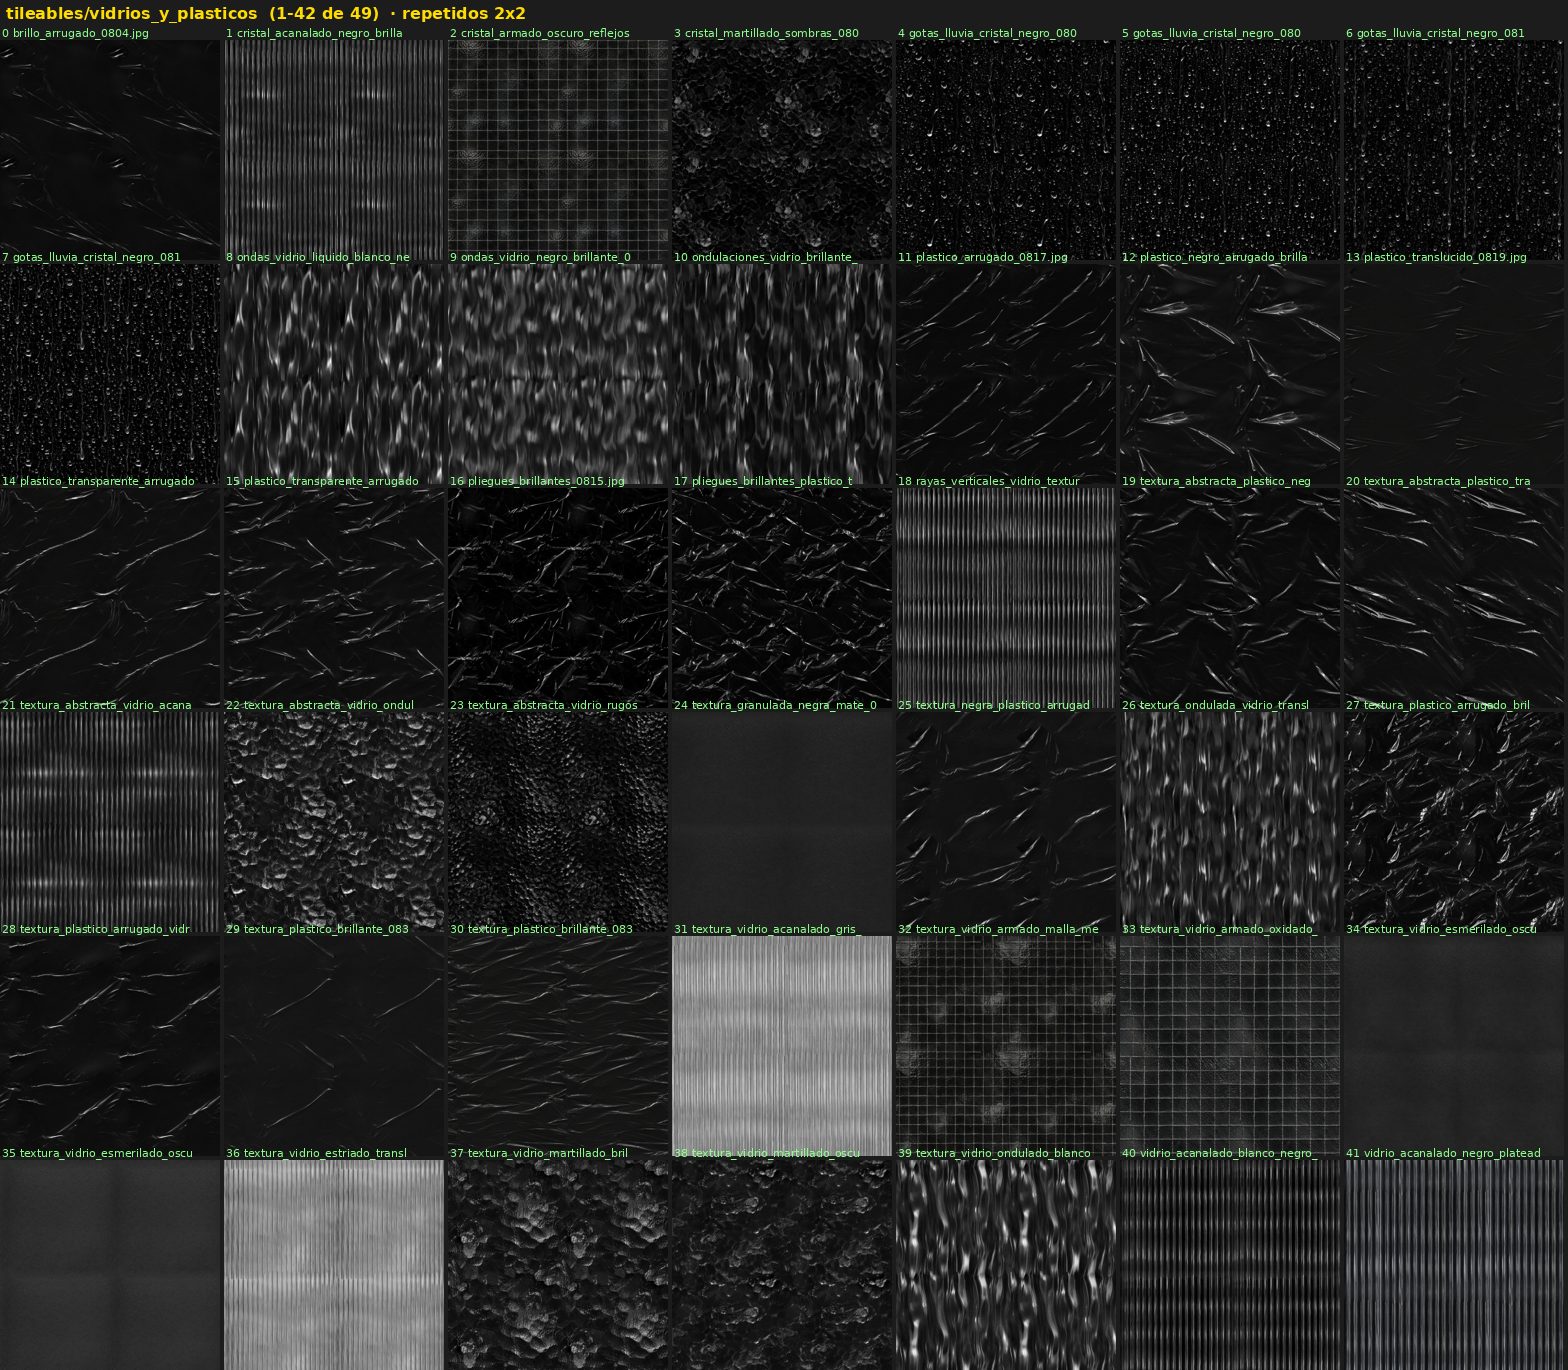 tileables/vidrios_y_plasticos (1-42 de 49) · repetidos 2x2
0 brillo_arrugado_0804.jpg
1 cristal_acanalado_negro_brilla
2 cristal_armado_oscuro_reflejos
3 cristal_martillado_sombras_080
4 gotas_lluvia_cristal_negro_080
5 gotas_lluvia_cristal_negro_080
6 gotas_lluvia_cristal_negro_081
7 gotas_lluvia_cristal_negro_081
8 ondas_vidrio_liquido_blanco_ne
9 ondas_vidrio_negro_brillante_0
10 ondulaciones_vidrio_brillante_
11 plastico_arrugado_0817.jpg
12 plastico_negro_arrugado_brilla
13 plastico_translucido_0819.jpg
14 plastico_transparente_arrugado
15 plastico_transparente_arrugado
16 pliegues_brillantes_0815.jpg
17 pliegues_brillantes_plastico_t
18 rayas_verticales_vidrio_textur
19 textura_abstracta_plastico_neg
20 textura_abstracta_plastico_tra
21 textura_abstracta_vidrio_acana
22 textura_abstracta_vidrio_ondul
23 textura_abstracta_vidrio_rugos
24 textura_granulada_negra_mate_0
25 textura_negra_plastico_arrugad
26 textura_ondulada_vidrio_transl
27 textura_plastico_arrugado_bril
28 textura_plastico_arrugado_vidr
29 textura_plastico_brillante_083
30 textura_plastico_brillante_083
31 textura_vidrio_acanalado_gris_
32 textura_vidrio_armado_malla_me
33 textura_vidrio_armado_oxidado_
34 textura_vidrio_esmerilado_oscu
35 textura_vidrio_esmerilado_oscu
36 textura_vidrio_estriado_transl
37 textura_vidrio_martillado_bril
38 textura_vidrio_martillado_oscu
39 textura_vidrio_ondulado_blanco
40 vidrio_acanalado_blanco_negro_
41 vidrio_acanalado_negro_platead